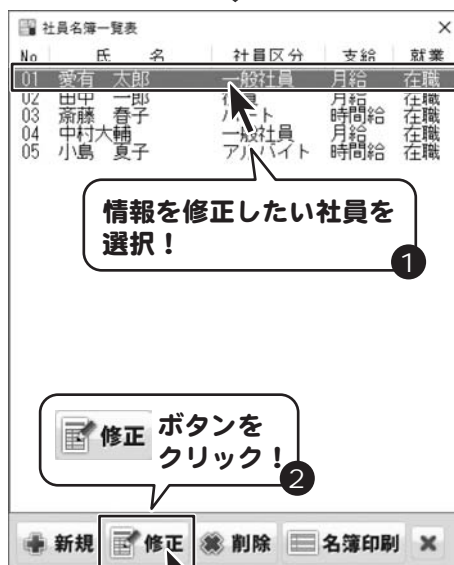 社員名簿一覧表 ×
No 氏 名 社員区分 支給 就業
01 愛有 太郎 一般社員 月給 在職
02 田中 一郎 月給 在職
03 斎藤 春子 パート 時間給 在職
04 中村大輔 一般社員 月給 在職
05 小島 夏子 アルバイト 時間給 在職
情報を修正したい社員を
選択！
1
修正 ボタンを
クリック！
2
新規 修正 削除 名簿印刷 ×